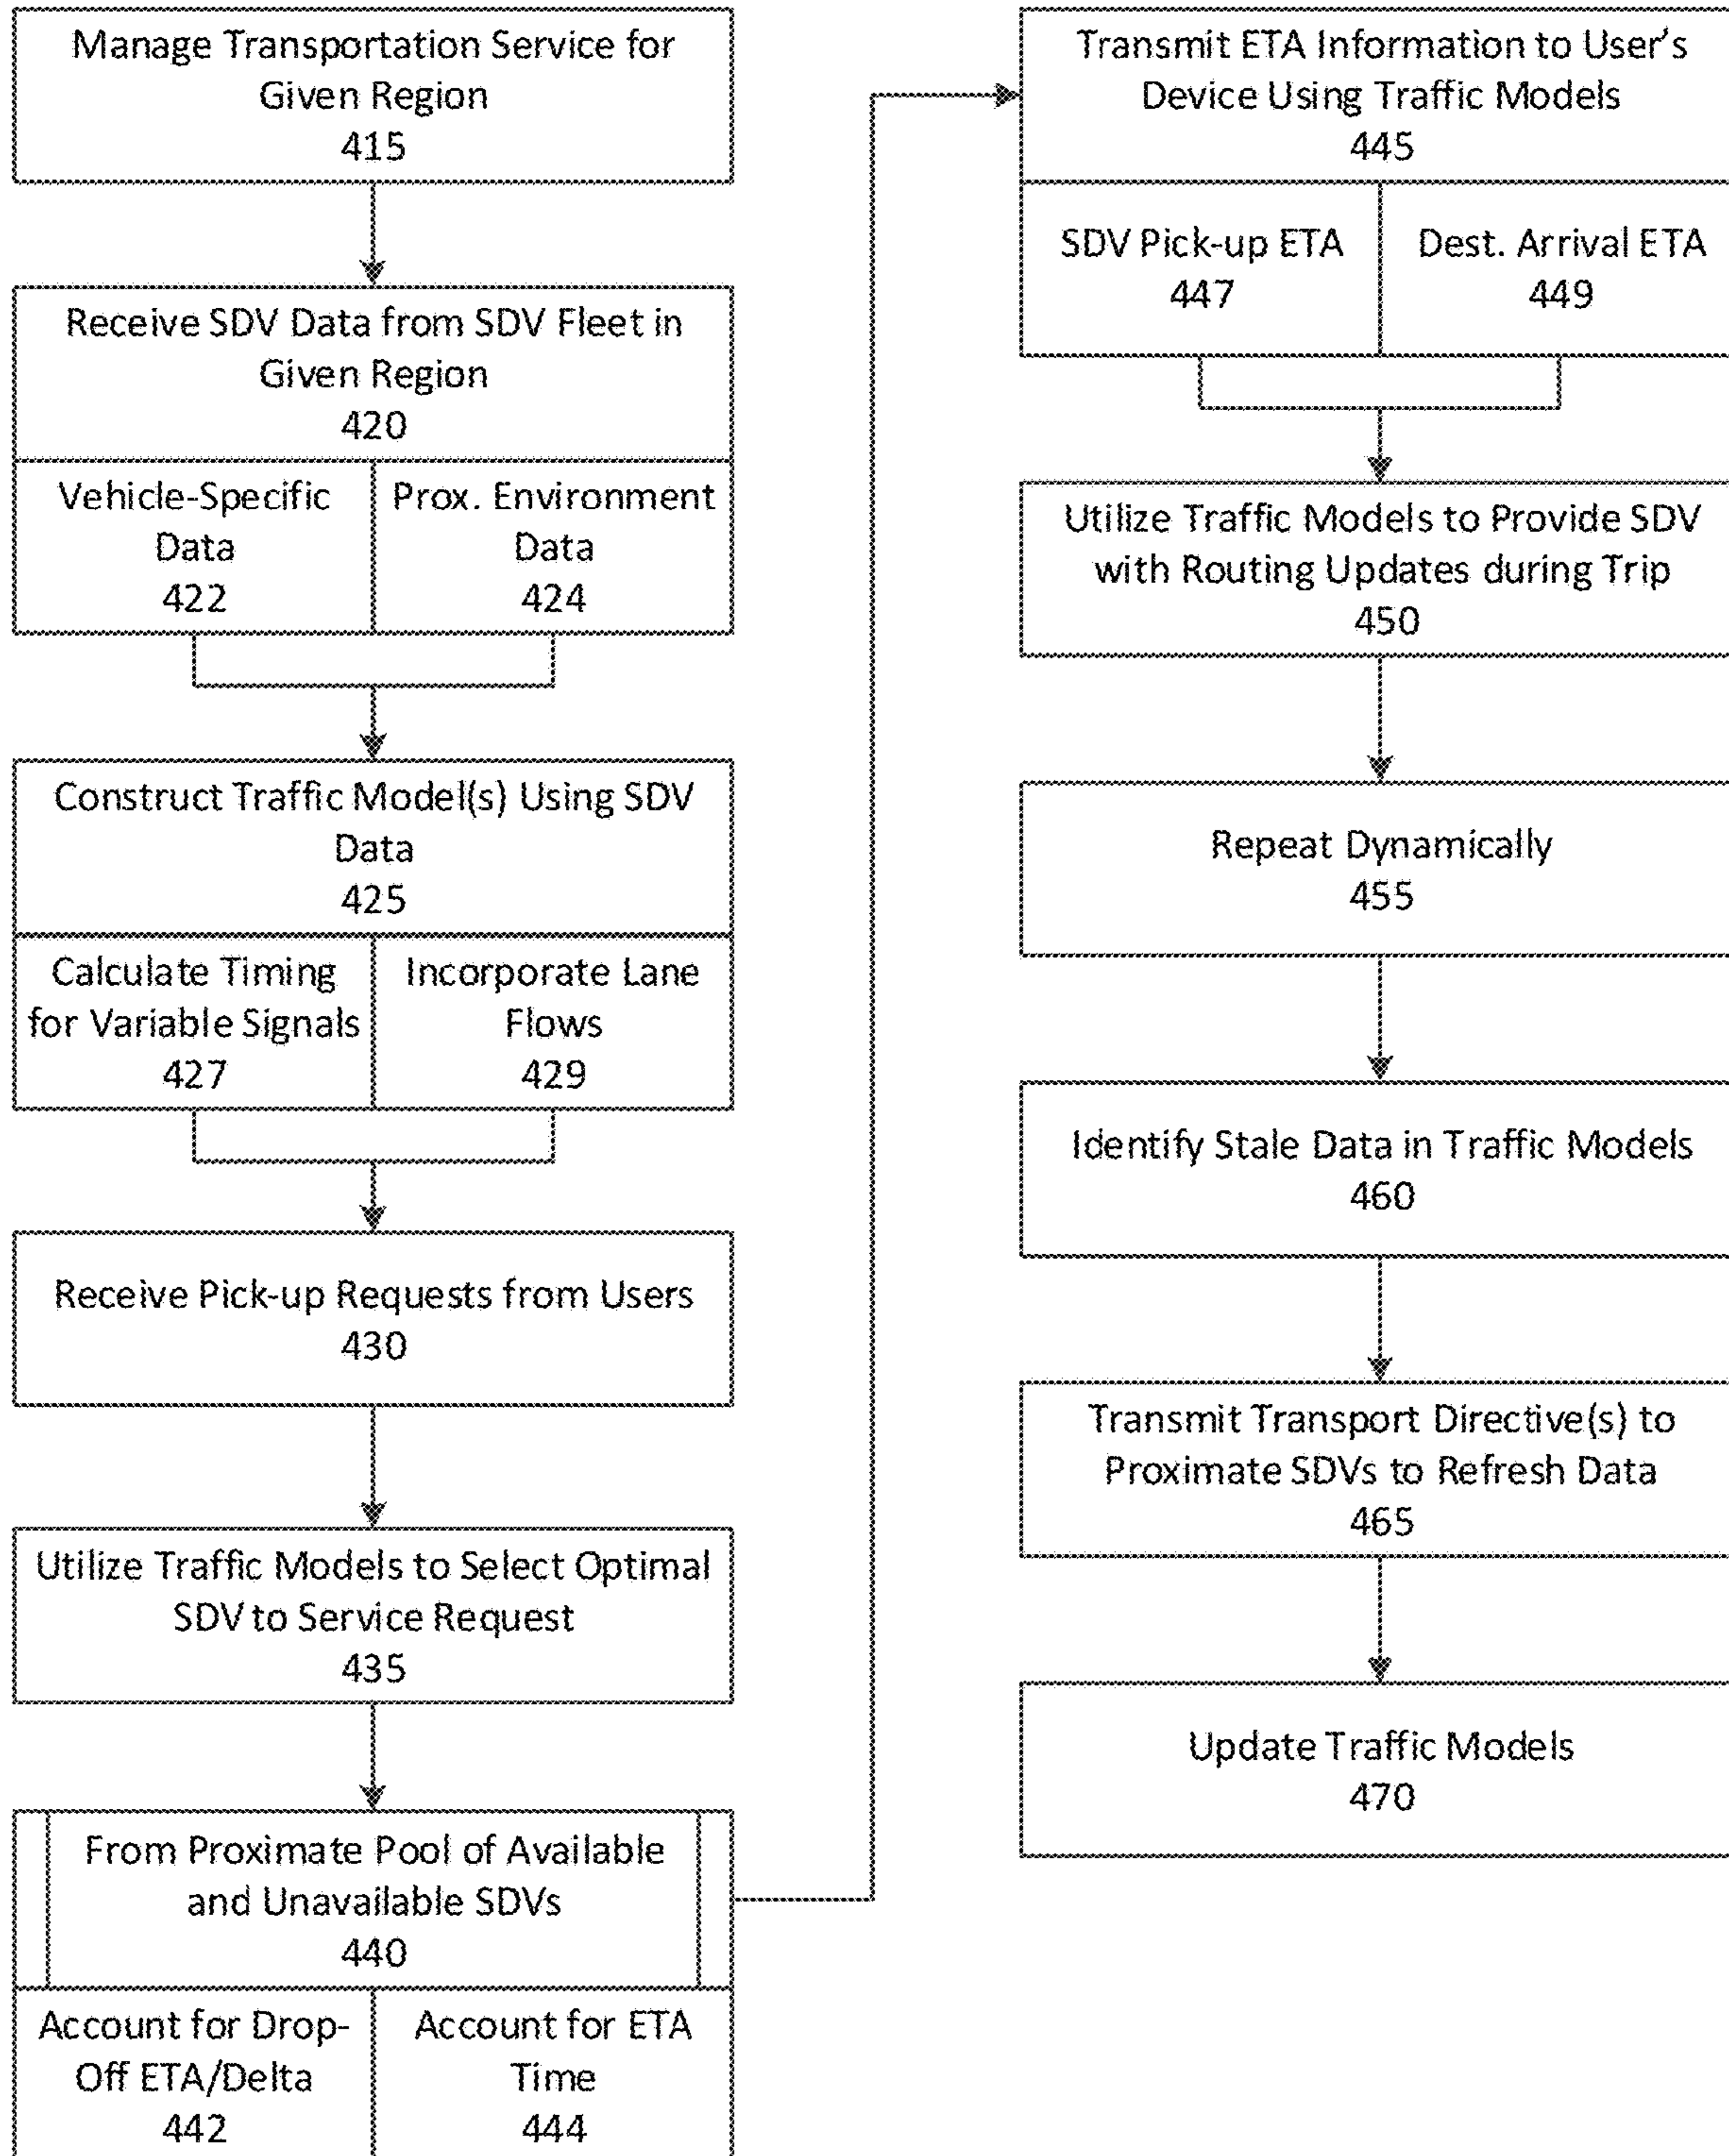 Manage Transportation Service for
Given Region
415
Receive SDV Data from SDV Fleet in
Given Region
420
Vehicle-Specific
Data
422
Prox. Environment
Data
424
Construct Traffic Model(s) Using SDV
Data
425
Calculate Timing
for Variable Signals
427
Incorporate Lane
Flows
429
Receive Pick-up Requests from Users
430
Utilize Traffic Models to Select Optimal
SDV to Service Request
435
From Proximate Pool of Available
and Unavailable SDVs
440
Account for Drop-
Off ETA/Delta
442
Account for ETA
Time
444
Transmit ETA Information to User's
Device Using Traffic Models
445
SDV Pick-up ETA
447
Dest. Arrival ETA
449
Utilize Traffic Models to Provide SDV
with Routing Updates during Trip
450
Repeat Dynamically
455
Identify Stale Data in Traffic Models
460
Transmit Transport Directive(s) to
Proximate SDVs to Refresh Data
465
Update Traffic Models
470